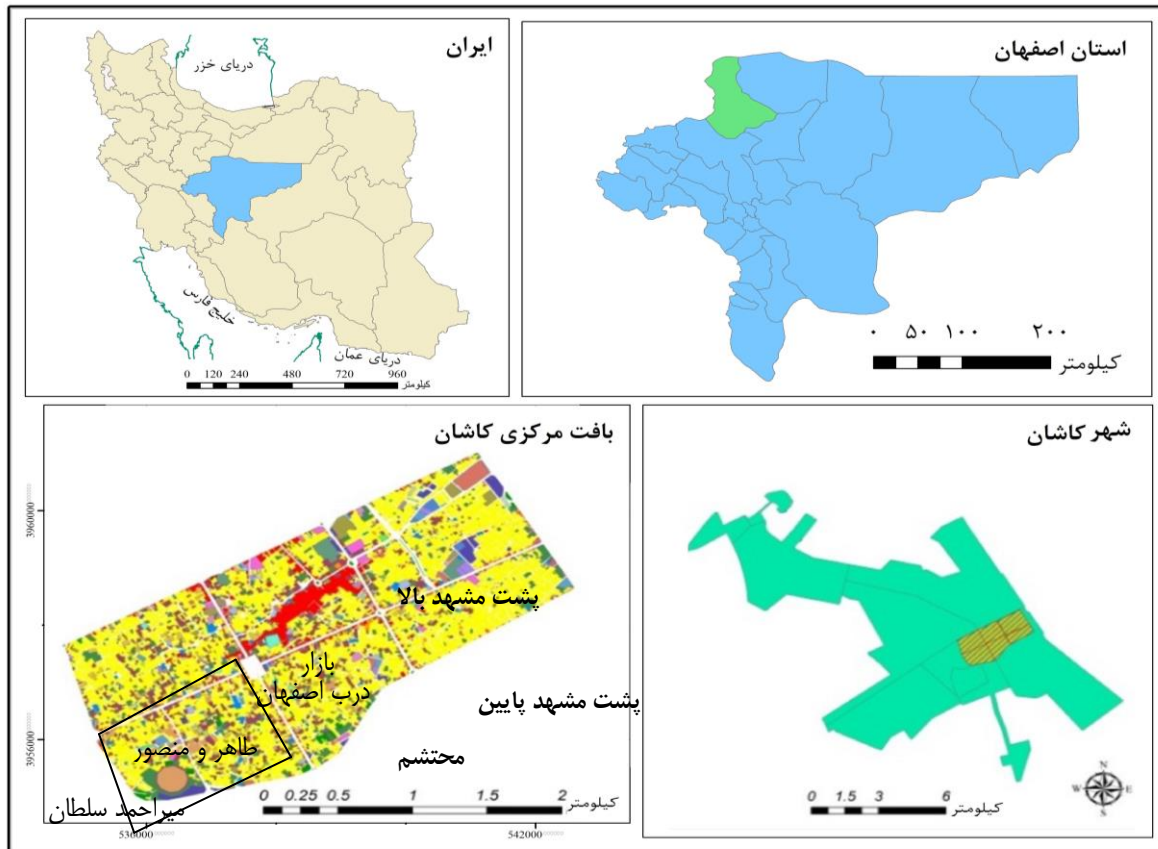 ایران
دریای خزر
خلیج فارس
دریای عمان
0 120 240 480 720 960
کیلومتر
استان اصفهان
۰ ۵۰ ۱۰۰ ۲۰۰
کیلومتر
بافت مرکزی کاشان
3960000
3956000
پشت مشهد بالا
بازار
درب اصفهان
پشت مشهد پایین
طاهر و منصور
محتشم
میراحمد سلطان
0 0.25 0.5 1 1.5 2
کیلومتر
536000
542000
شهر کاشان
N
W E
S
0 1.5 3 6
کیلومتر